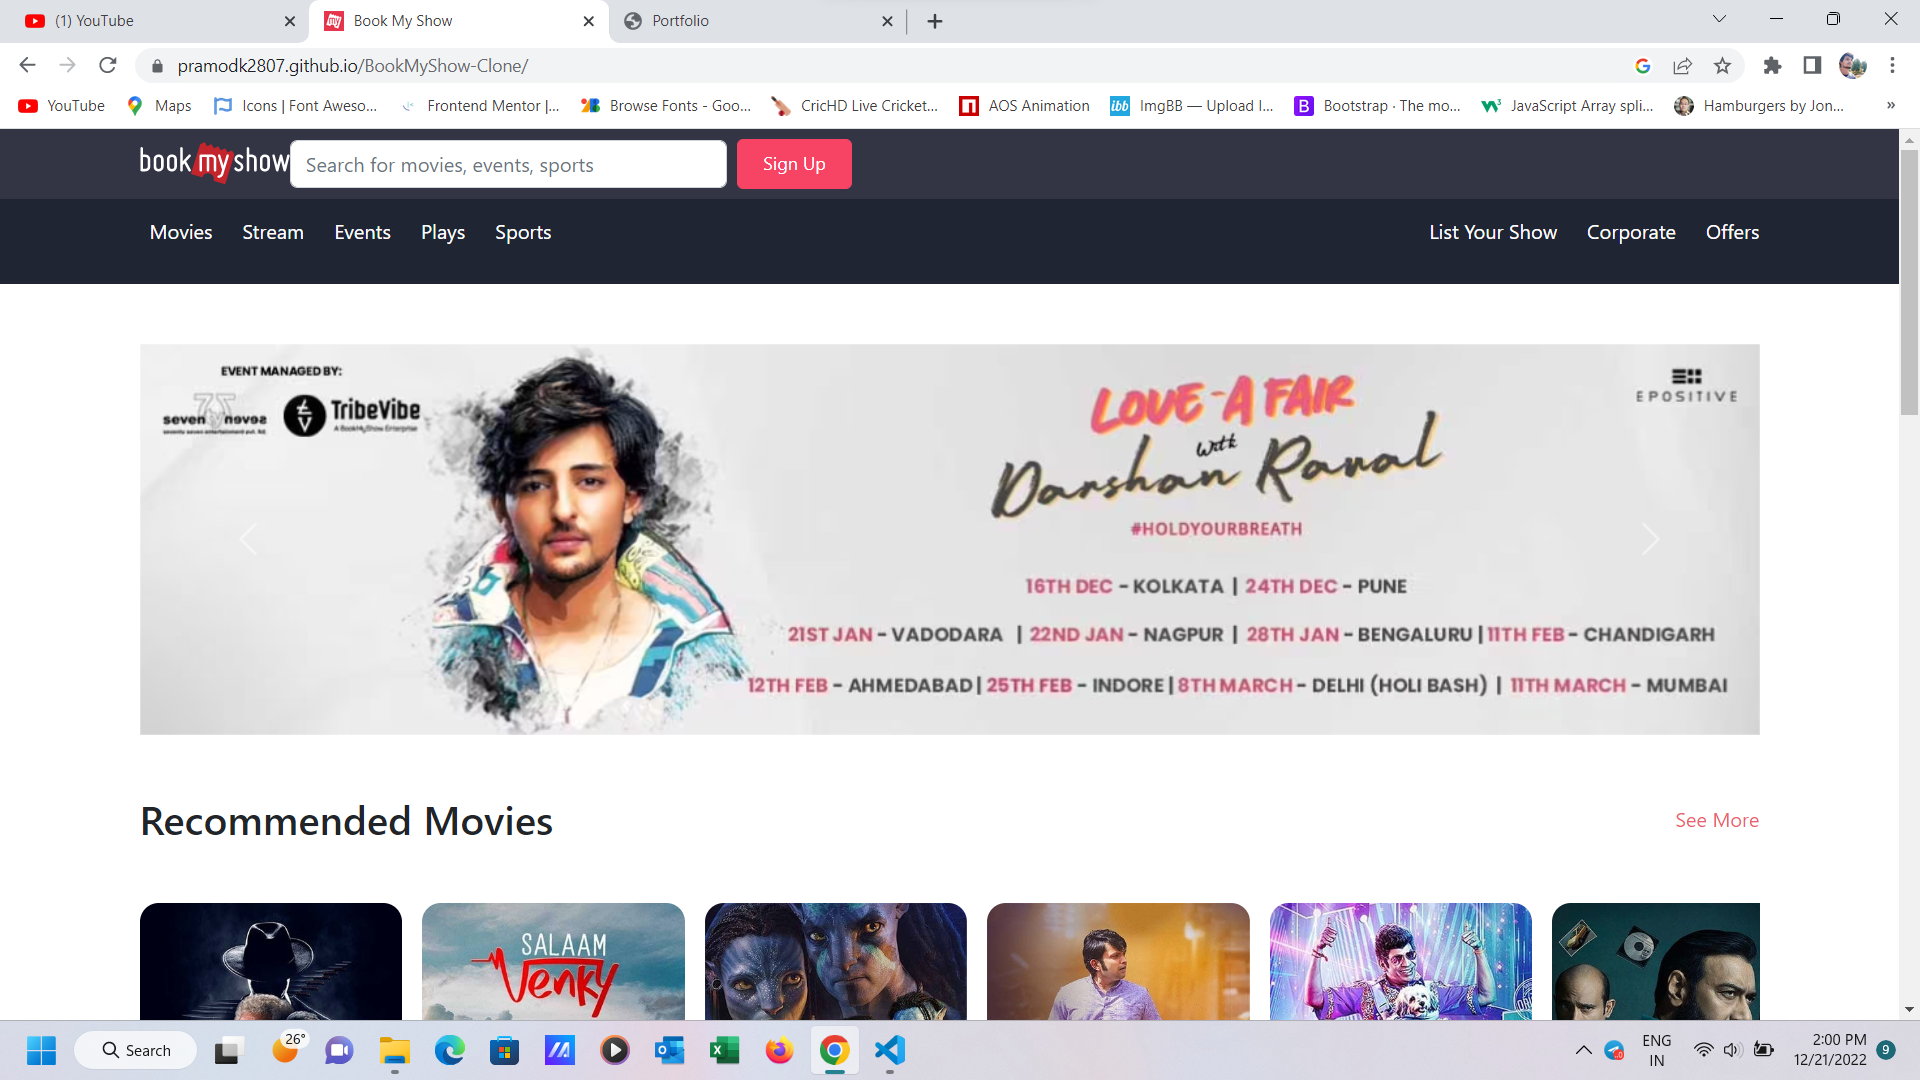 (1) YouTube
Book My Show
Portfolio
pramodk2807.github.io/BookMyShow-Clone/
YouTube
Maps
Icons | Font Aweso...
Frontend Mentor |...
Browse Fonts - Goo...
CricHD Live Cricket...
AOS Animation
ibb
ImgBB — Upload I...
B
Bootstrap · The mo...
JavaScript Array spli...
Hamburgers by Jon...
»
book my show
Search for movies, events, sports
Sign Up
Movies
Stream
Events
Plays
Sports
List Your Show
Corporate
Offers
EVENT MANAGED BY:
TribeVibe
A BookMyShow Enterprise
LOVE-A FAIR
with
Darshan Raval
#HOLDYOURBREATH
EPOSITIVE
16TH DEC - KOLKATA | 24TH DEC - PUNE
21ST JAN - VADODARA | 22ND JAN - NAGPUR | 28TH JAN - BENGALURU | 11TH FEB - CHANDIGARH
12TH FEB - AHMEDABAD | 25TH FEB - INDORE | 8TH MARCH - DELHI (HOLI BASH) | 11TH MARCH - MUMBAI
Recommended Movies
See More
SALAAM
Venky
Search
26°
ENG
IN
2:00 PM
12/21/2022
9